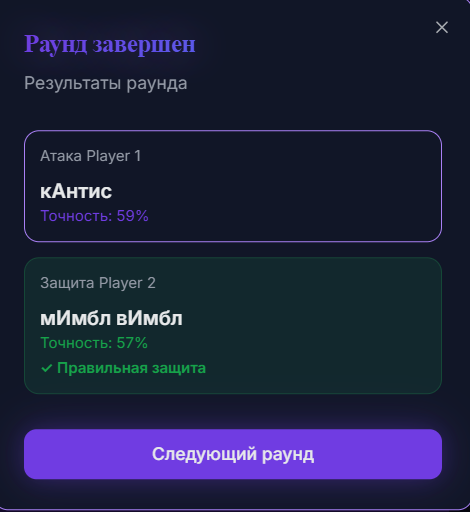 Раунд завершен
Результаты раунда
Атака Player 1
кАнтис
Точность: 59%
Защита Player 2
мИмбл вИмбл
Точность: 57%
✓ Правильная защита
Следующий раунд